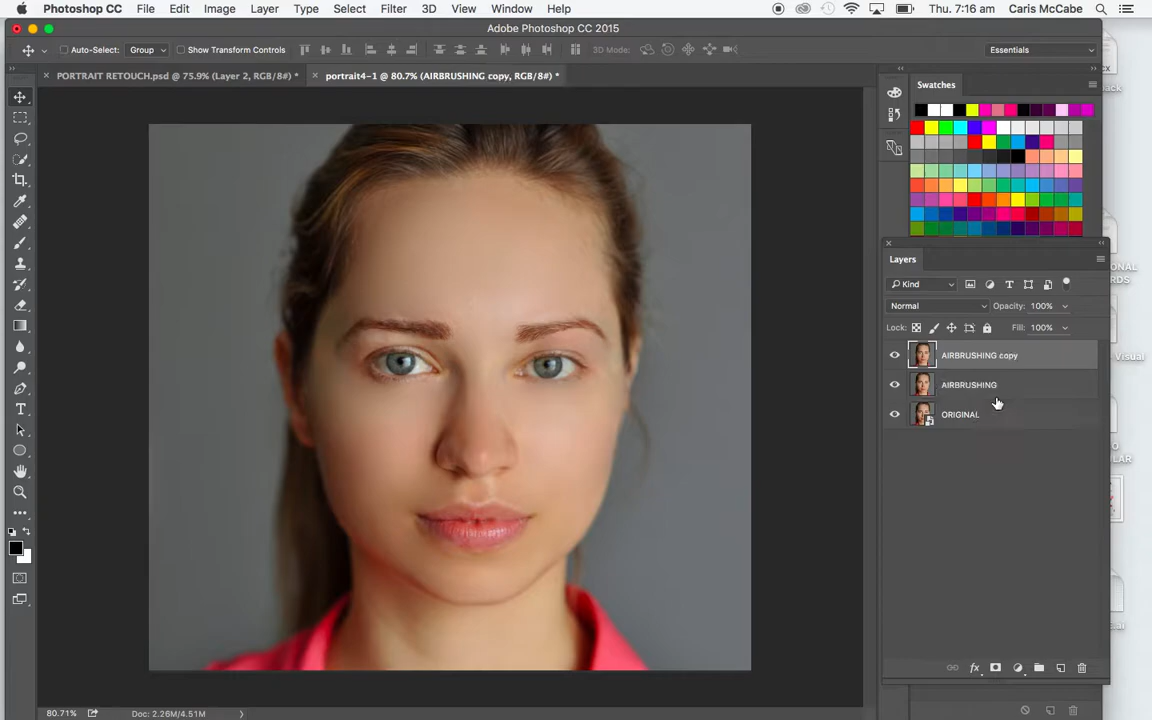 Photoshop CC File Edit Image Layer Type Select Filter 3D View Window Help Thu 7:16 am Caris McCabe
Adobe Photoshop CC 2015
Auto-Select: Group Show Transform Controls 3D Mode: Essentials
PORTRAIT RETOUCH.psd @ 75.9% (Layer 2, RGB/8#) * portrait4-1 @ 80.7% (AIRBRUSHING copy, RGB/8#) *
Swatches
Layers
Kind
Normal Opacity: 100%
Lock: Fill: 100%
AIRBRUSHING copy
AIRBRUSHING
ORIGINAL
80.71% Doc: 2.26M/4.51M
Visual